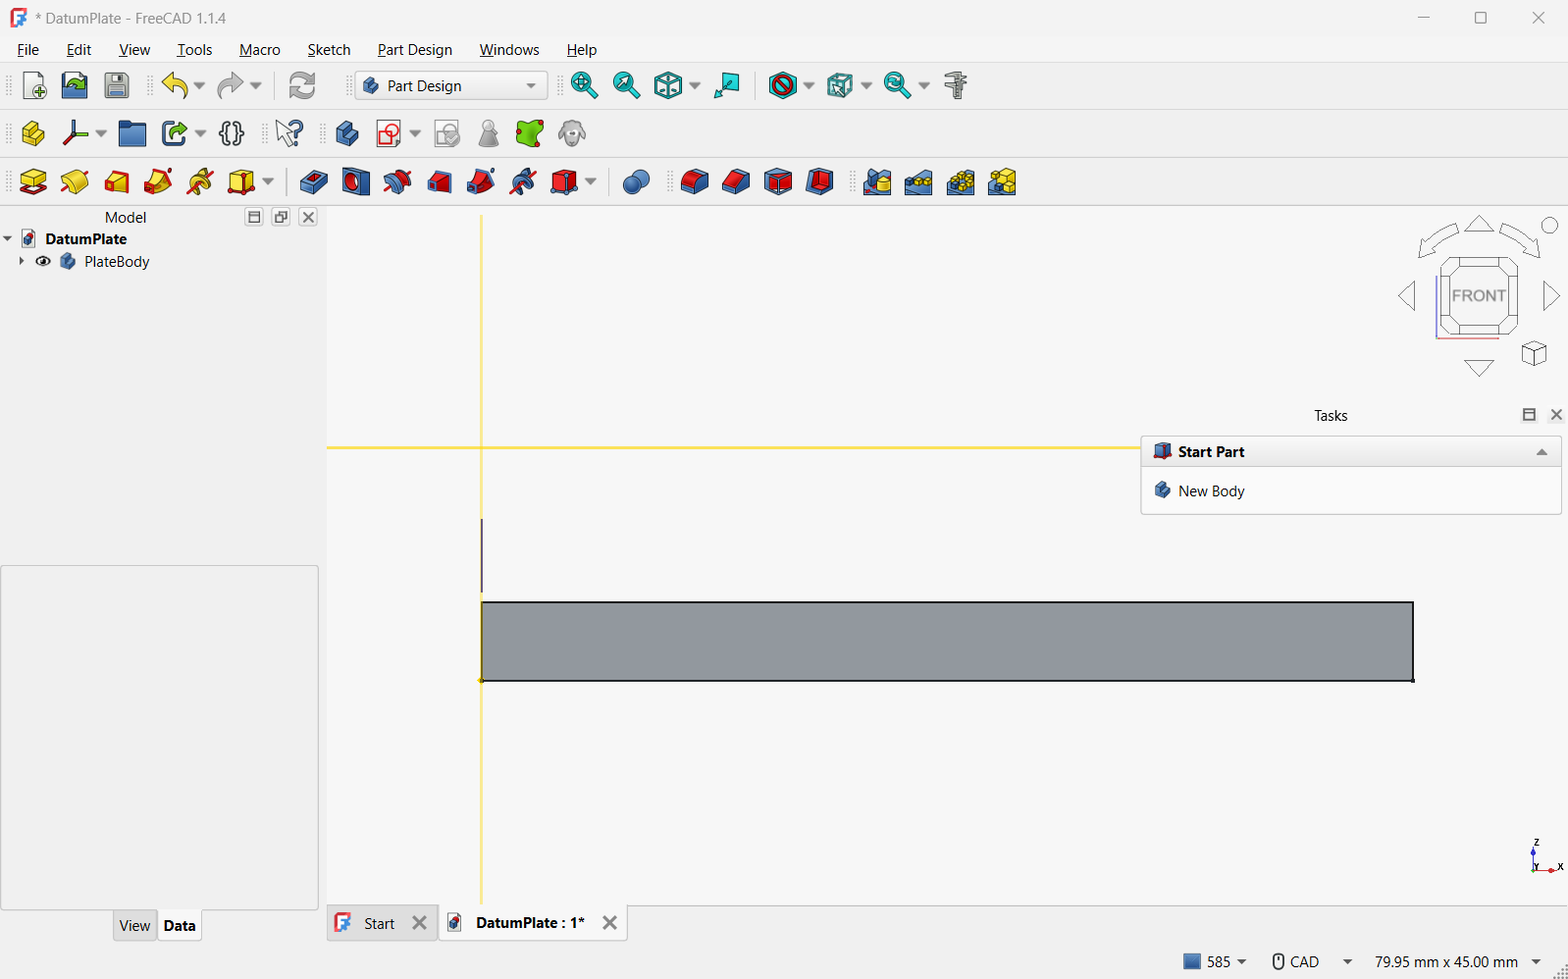 * DatumPlate - FreeCAD 1.1.4
File Edit View Tools Macro Sketch Part Design Windows Help
Part Design
Model
DatumPlate
PlateBody
FRONT
Tasks
Start Part
New Body
Z
Y X
View Data
Start DatumPlate : 1*
585 CAD 79.95 mm x 45.00 mm